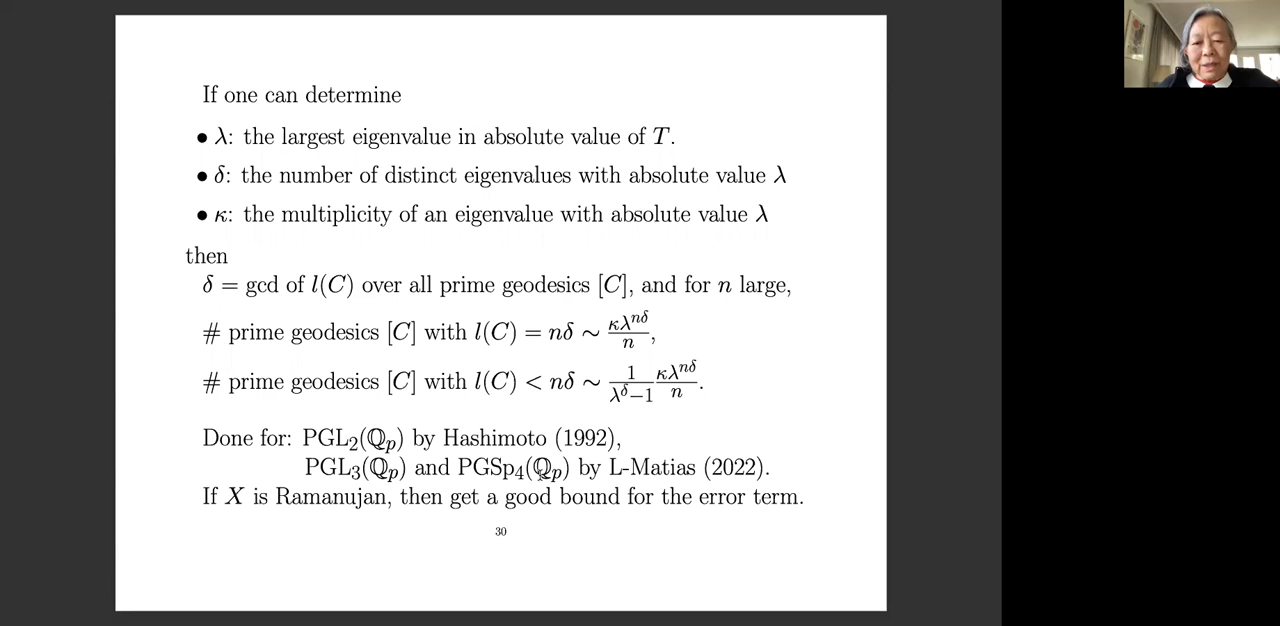 If one can determine
• λ: the largest eigenvalue in absolute value of T.
• δ: the number of distinct eigenvalues with absolute value λ
• κ: the multiplicity of an eigenvalue with absolute value λ
then
δ = gcd of l(C) over all prime geodesics [C], and for n large,
# prime geodesics [C] with l(C) = nδ ∼ κλ^{nδ}/n,
# prime geodesics [C] with l(C) < nδ ∼ 1/(λ^δ−1) κλ^{nδ}/n.
Done for: PGL₂(ℚₚ) by Hashimoto (1992),
PGL₃(ℚₚ) and PGSp₄(ℚₚ) by L-Matias (2022).
If X is Ramanujan, then get a good bound for the error term.
30